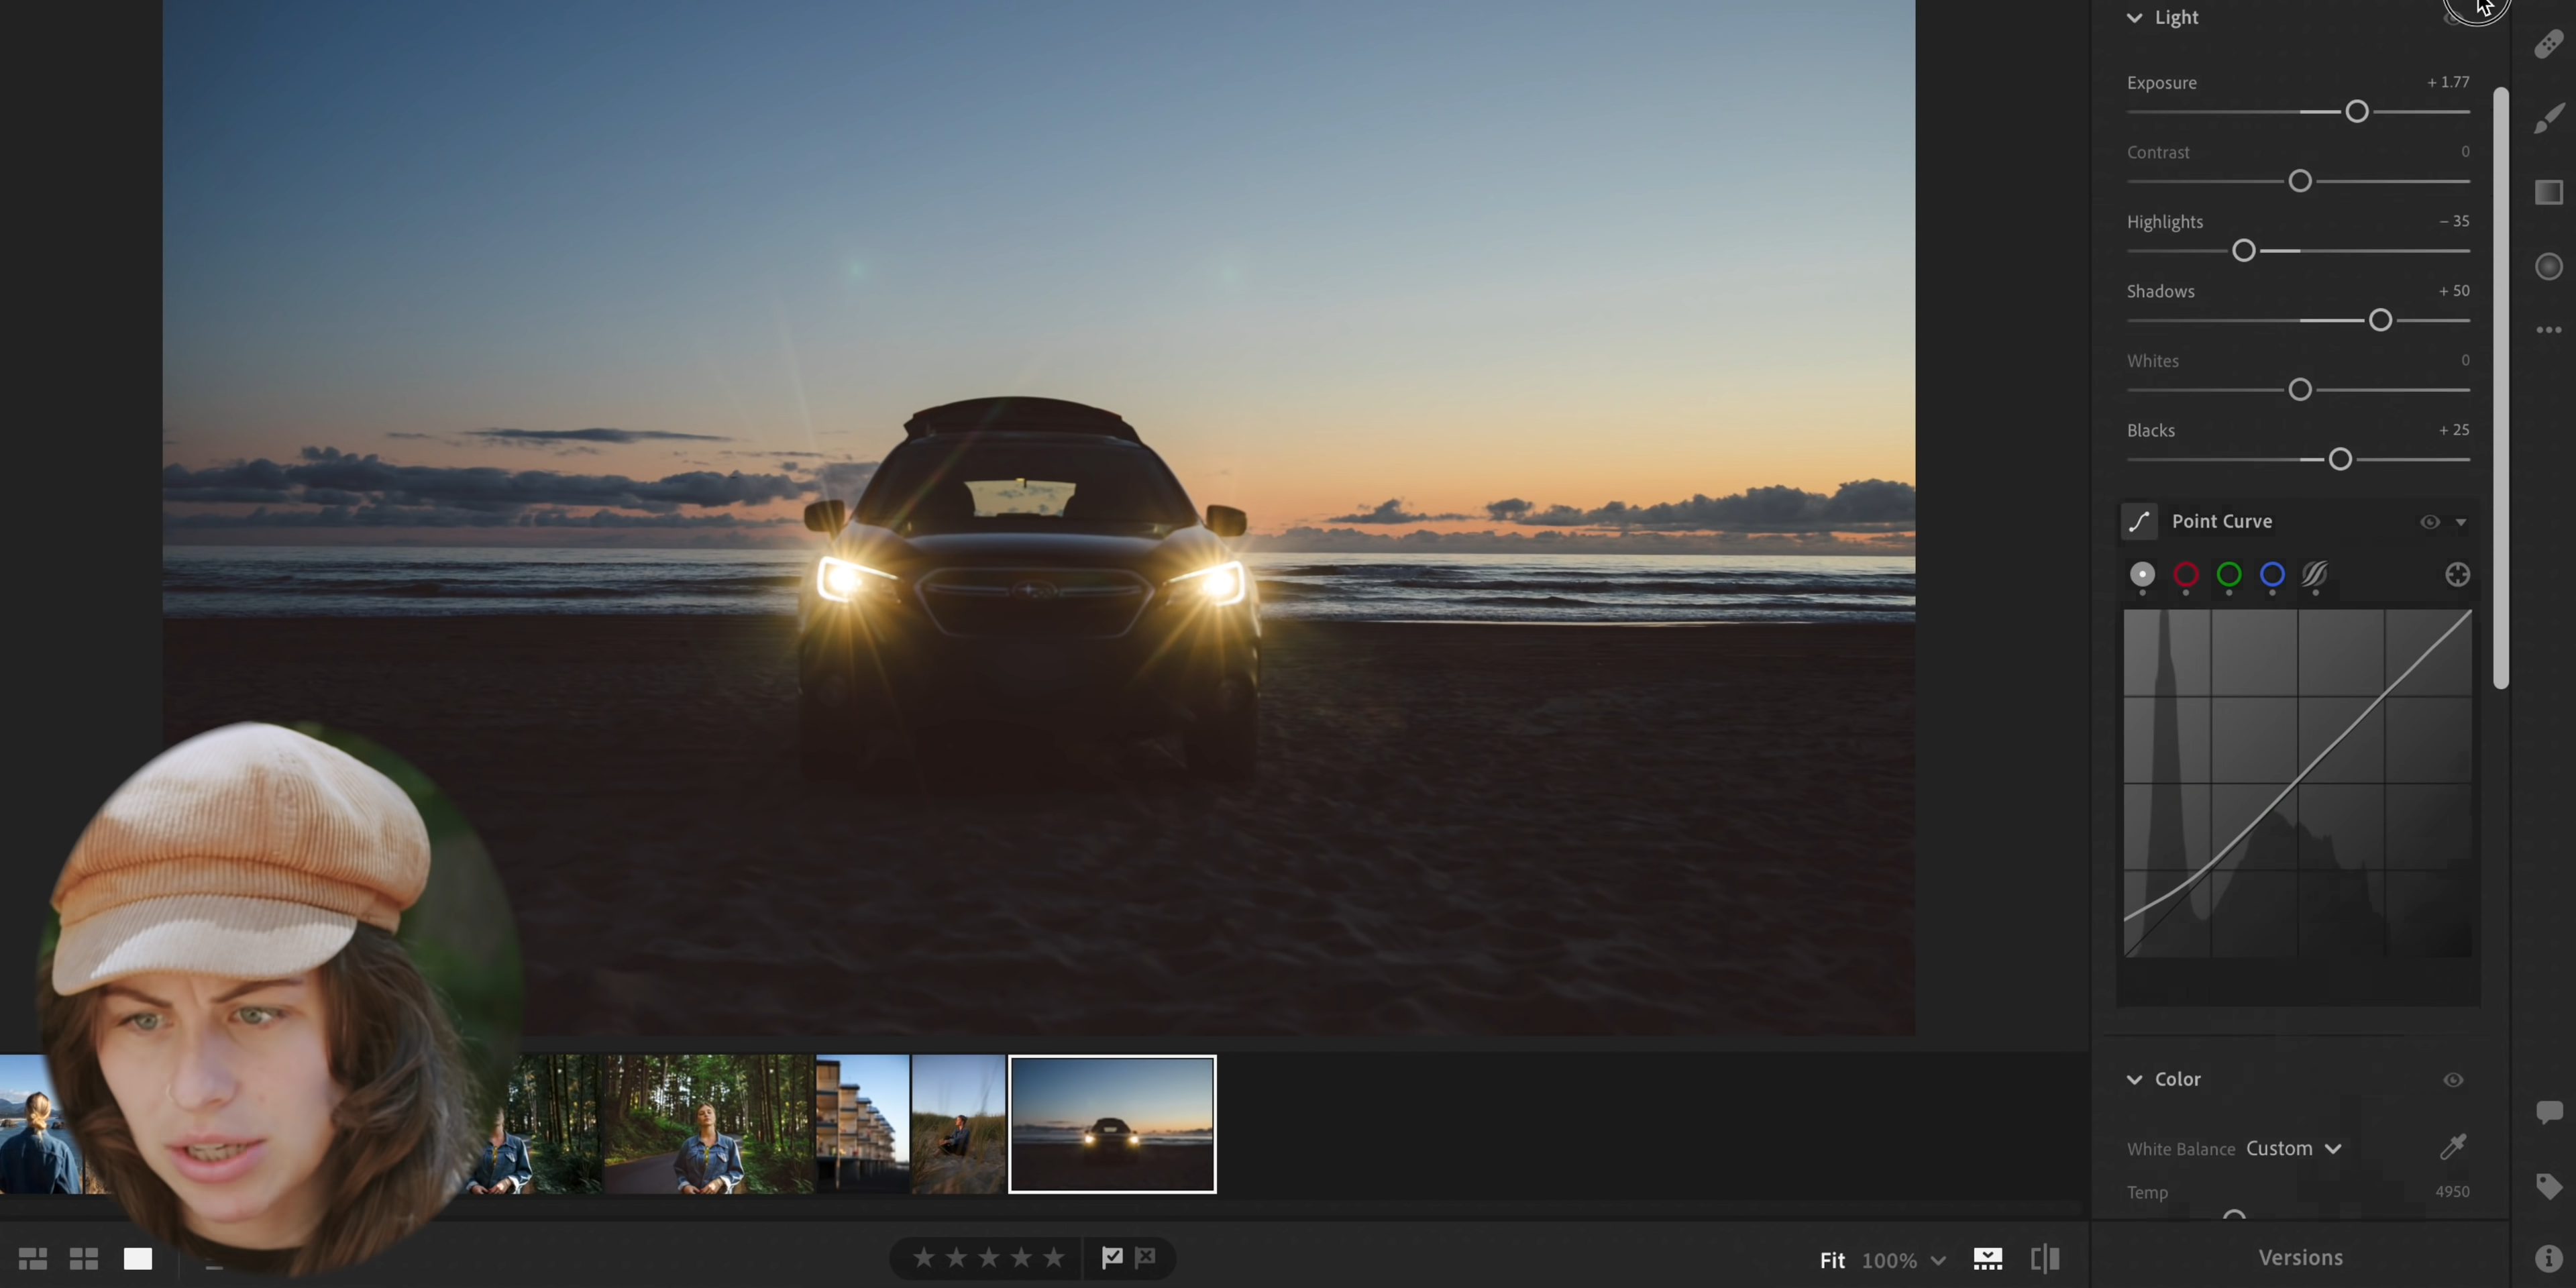 Light
Exposure + 1.77
Contrast 0
Highlights − 35
Shadows + 50
Whites 0
Blacks + 25
Point Curve
Color
White Balance Custom
Temp 4950
Fit 100%
Versions